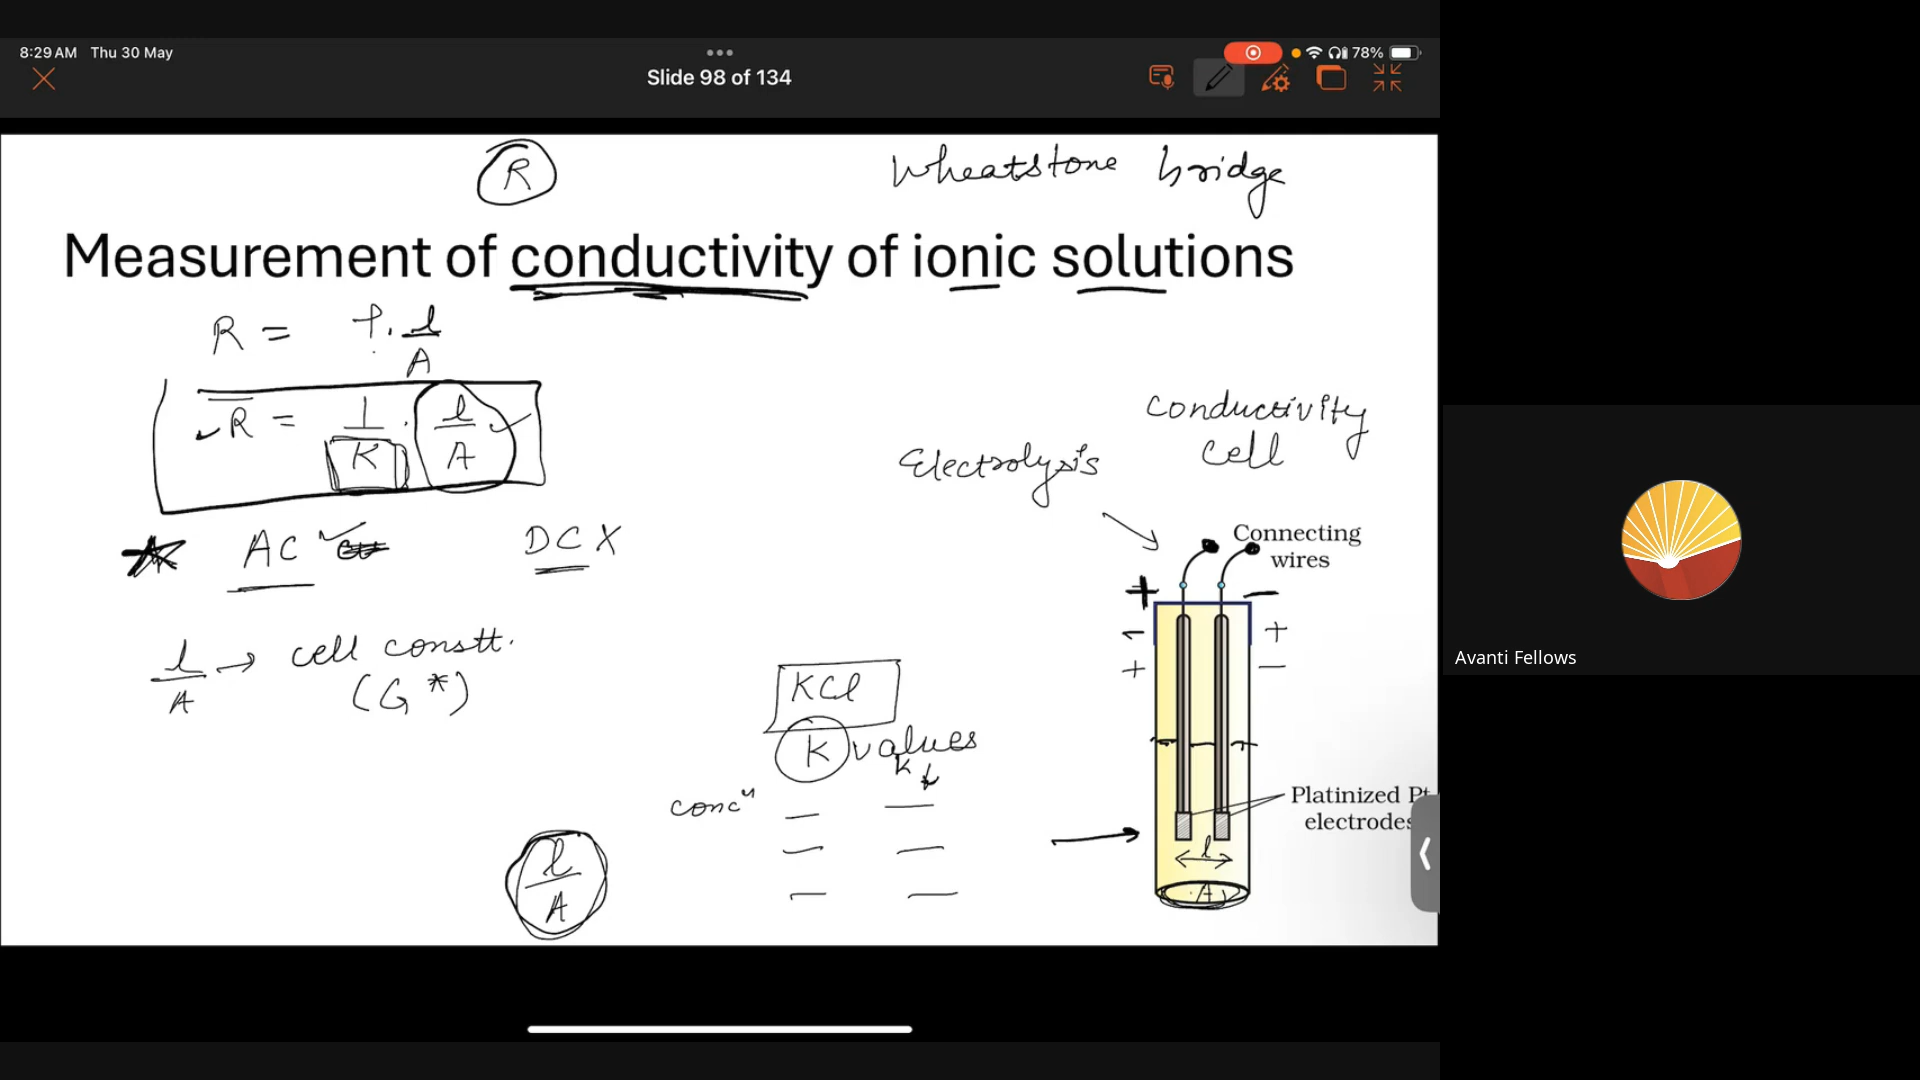 8:29 AM Thu 30 May
78%
Slide 98 of 134
R
Wheatstone bridge
Measurement of conductivity of ionic solutions
R = ρ. l/A
R = 1/K . l/A
AC ✓
DC X
l/A → cell constt.
(G*)
Electrolysis
Conductivity
Cell
Connecting
wires
+ −
− +
+ −
KCl
K values
K
concⁿ
l/A
Platinized Pt
electrodes
l
A
Avanti Fellows